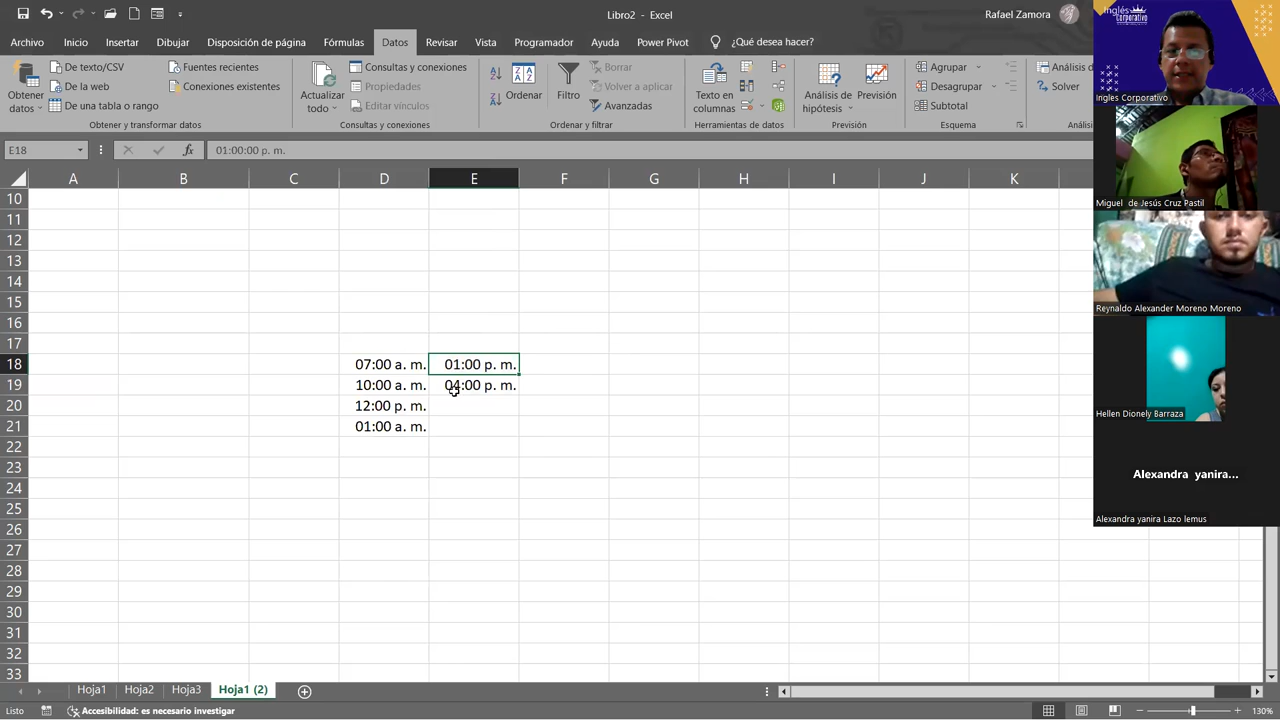 Libro2 - Excel
Rafael Zamora
Archivo Inicio Insertar Dibujar Disposición de página Fórmulas Datos Revisar Vista Programador Ayuda Power Pivot ¿Qué desea hacer?
Obtener datos
De texto/CSV
De la web
De una tabla o rango
Fuentes recientes
Conexiones existentes
Obtener y transformar datos
Actualizar todo
Consultas y conexiones
Propiedades
Editar vínculos
Consultas y conexiones
Ordenar
Filtro
Borrar
Volver a aplicar
Avanzadas
Ordenar y filtrar
Texto en columnas
Herramientas de datos
Análisis de hipótesis
Previsión
Previsión
Agrupar
Desagrupar
Subtotal
Esquema
Análisis d
Solver
Análisi
E18
fx
01:00:00 p. m.
A B C D E F G H I J K
10
11
12
13
14
15
16
17
18 07:00 a. m. 01:00 p. m.
19 10:00 a. m. 04:00 p. m.
20 12:00 p. m.
21 01:00 a. m.
22
23
24
25
26
27
28
29
30
31
32
33
Hoja1 Hoja2 Hoja3 Hoja1 (2)
Listo
Accesibilidad: es necesario investigar
130%
Inglés
Corporativo
Ingles Corporativo
Miguel de Jesús Cruz Pastil
Reynaldo Alexander Moreno Moreno
Hellen Dionely Barraza
Alexandra yanira...
Alexandra yanira Lazo lemus